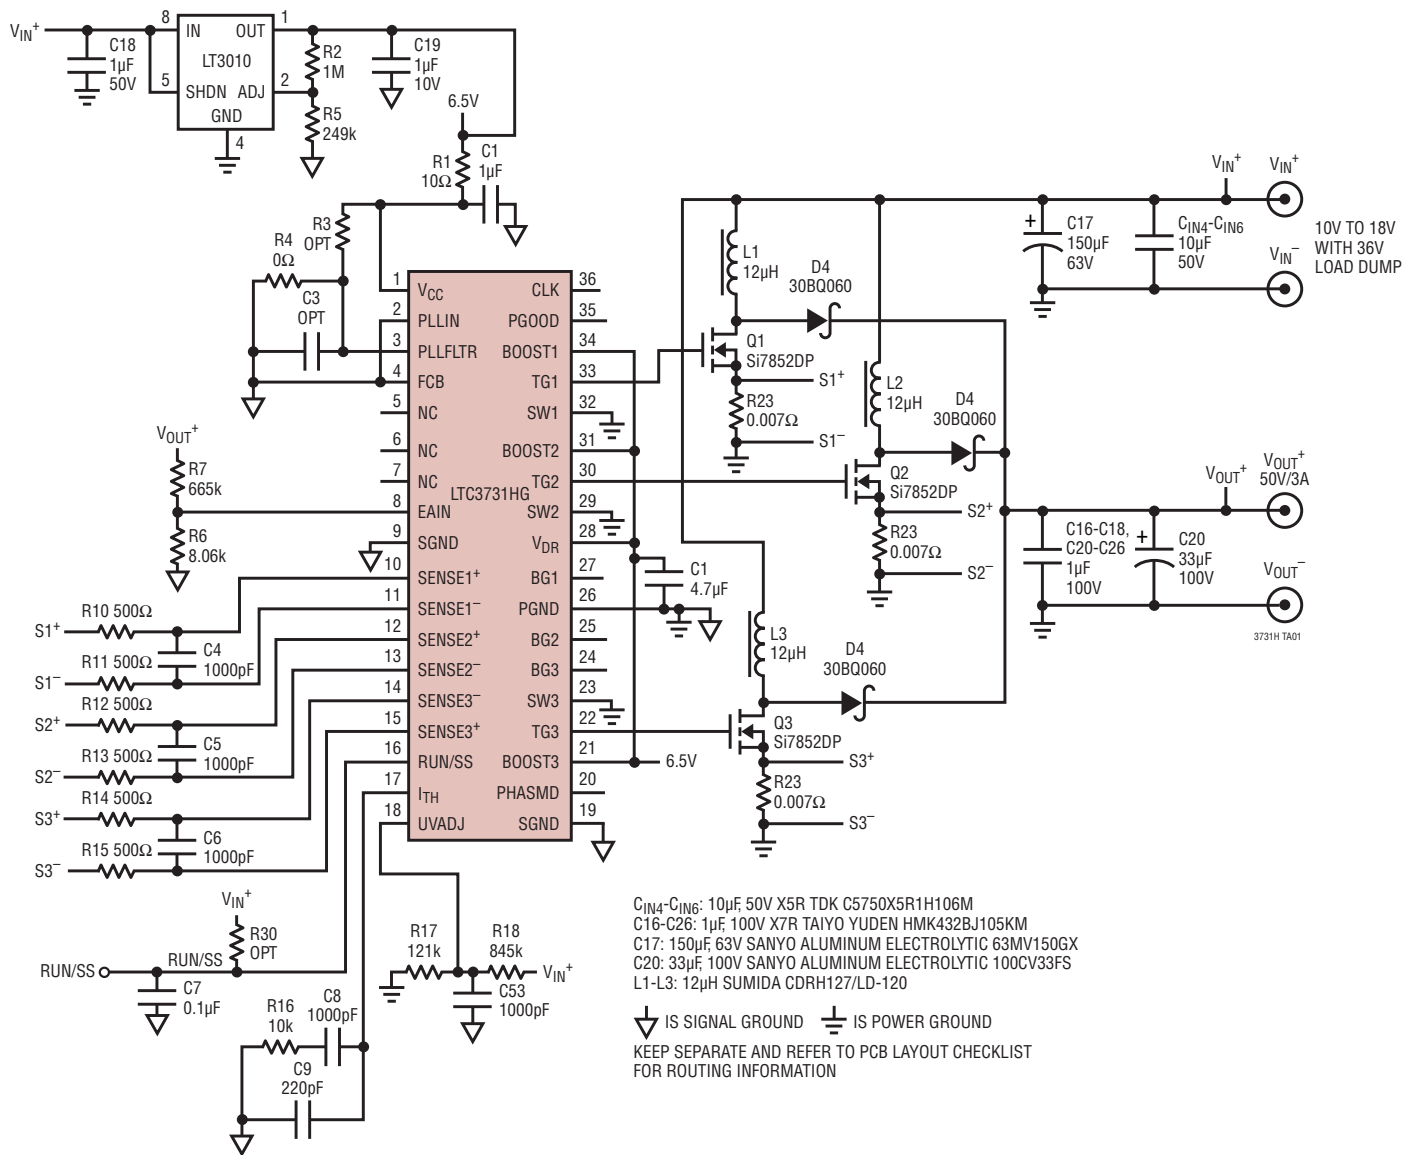 VIN+
8
IN
OUT
1
LT3010
5
SHDN
ADJ
2
GND
4
C18
1µF
50V
R2
1M
R5
249k
C19
1µF
10V
6.5V
R1
10Ω
C1
1µF
R3
OPT
R4
0Ω
C3
OPT
VOUT+
R7
665k
R6
8.06k
LTC3731HG
1
VCC
2
PLLIN
3
PLLFLTR
4
FCB
5
NC
6
NC
7
NC
8
EAIN
9
SGND
10
SENSE1+
11
SENSE1–
12
SENSE2+
13
SENSE2–
14
SENSE3–
15
SENSE3+
16
RUN/SS
17
ITH
18
UVADJ
CLK
36
PGOOD
35
BOOST1
34
TG1
33
SW1
32
BOOST2
31
TG2
30
SW2
29
VDR
28
BG1
27
PGND
26
BG2
25
BG3
24
SW3
23
TG3
22
BOOST3
21
PHASMD
20
SGND
19
6.5V
C1
4.7µF
S1+
R10 500Ω
R11 500Ω
S1–
C4
1000pF
R12 500Ω
S2+
R13 500Ω
S2–
C5
1000pF
R14 500Ω
S3+
R15 500Ω
S3–
C6
1000pF
VIN+
R30
OPT
RUN/SS
RUN/SS
C7
0.1µF
R16
10k
C8
1000pF
C9
220pF
R17
121k
R18
845k
VIN+
C53
1000pF
L1
12µH
D4
30BQ060
Q1
Si7852DP
S1+
R23
0.007Ω
S1–
L2
12µH
D4
30BQ060
Q2
Si7852DP
S2+
R23
0.007Ω
S2–
L3
12µH
D4
30BQ060
Q3
Si7852DP
S3+
R23
0.007Ω
S3–
+
C17
150µF
63V
CIN4-CIN6
10µF
50V
VIN+
VIN+
VIN–
10V TO 18V
WITH 36V
LOAD DUMP
C16-C18,
C20-C26
1µF
100V
+
C20
33µF
100V
VOUT+
VOUT+
50V/3A
VOUT–
3731H TA01
CIN4-CIN6: 10µF, 50V X5R TDK C5750X5R1H106M
C16-C26: 1µF, 100V X7R TAIYO YUDEN HMK432BJ105KM
C17: 150µF, 63V SANYO ALUMINUM ELECTROLYTIC 63MV150GX
C20: 33µF, 100V SANYO ALUMINUM ELECTROLYTIC 100CV33FS
L1-L3: 12µH SUMIDA CDRH127/LD-120
IS SIGNAL GROUND
IS POWER GROUND
KEEP SEPARATE AND REFER TO PCB LAYOUT CHECKLIST
FOR ROUTING INFORMATION